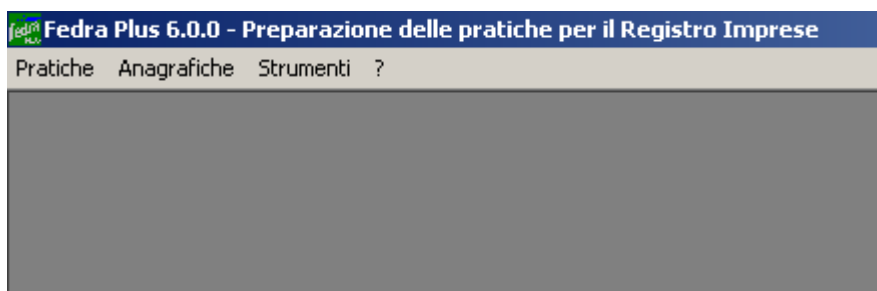 Fedra Plus 6.0.0 - Preparazione delle pratiche per il Registro Imprese
Pratiche Anagrafiche Strumenti ?